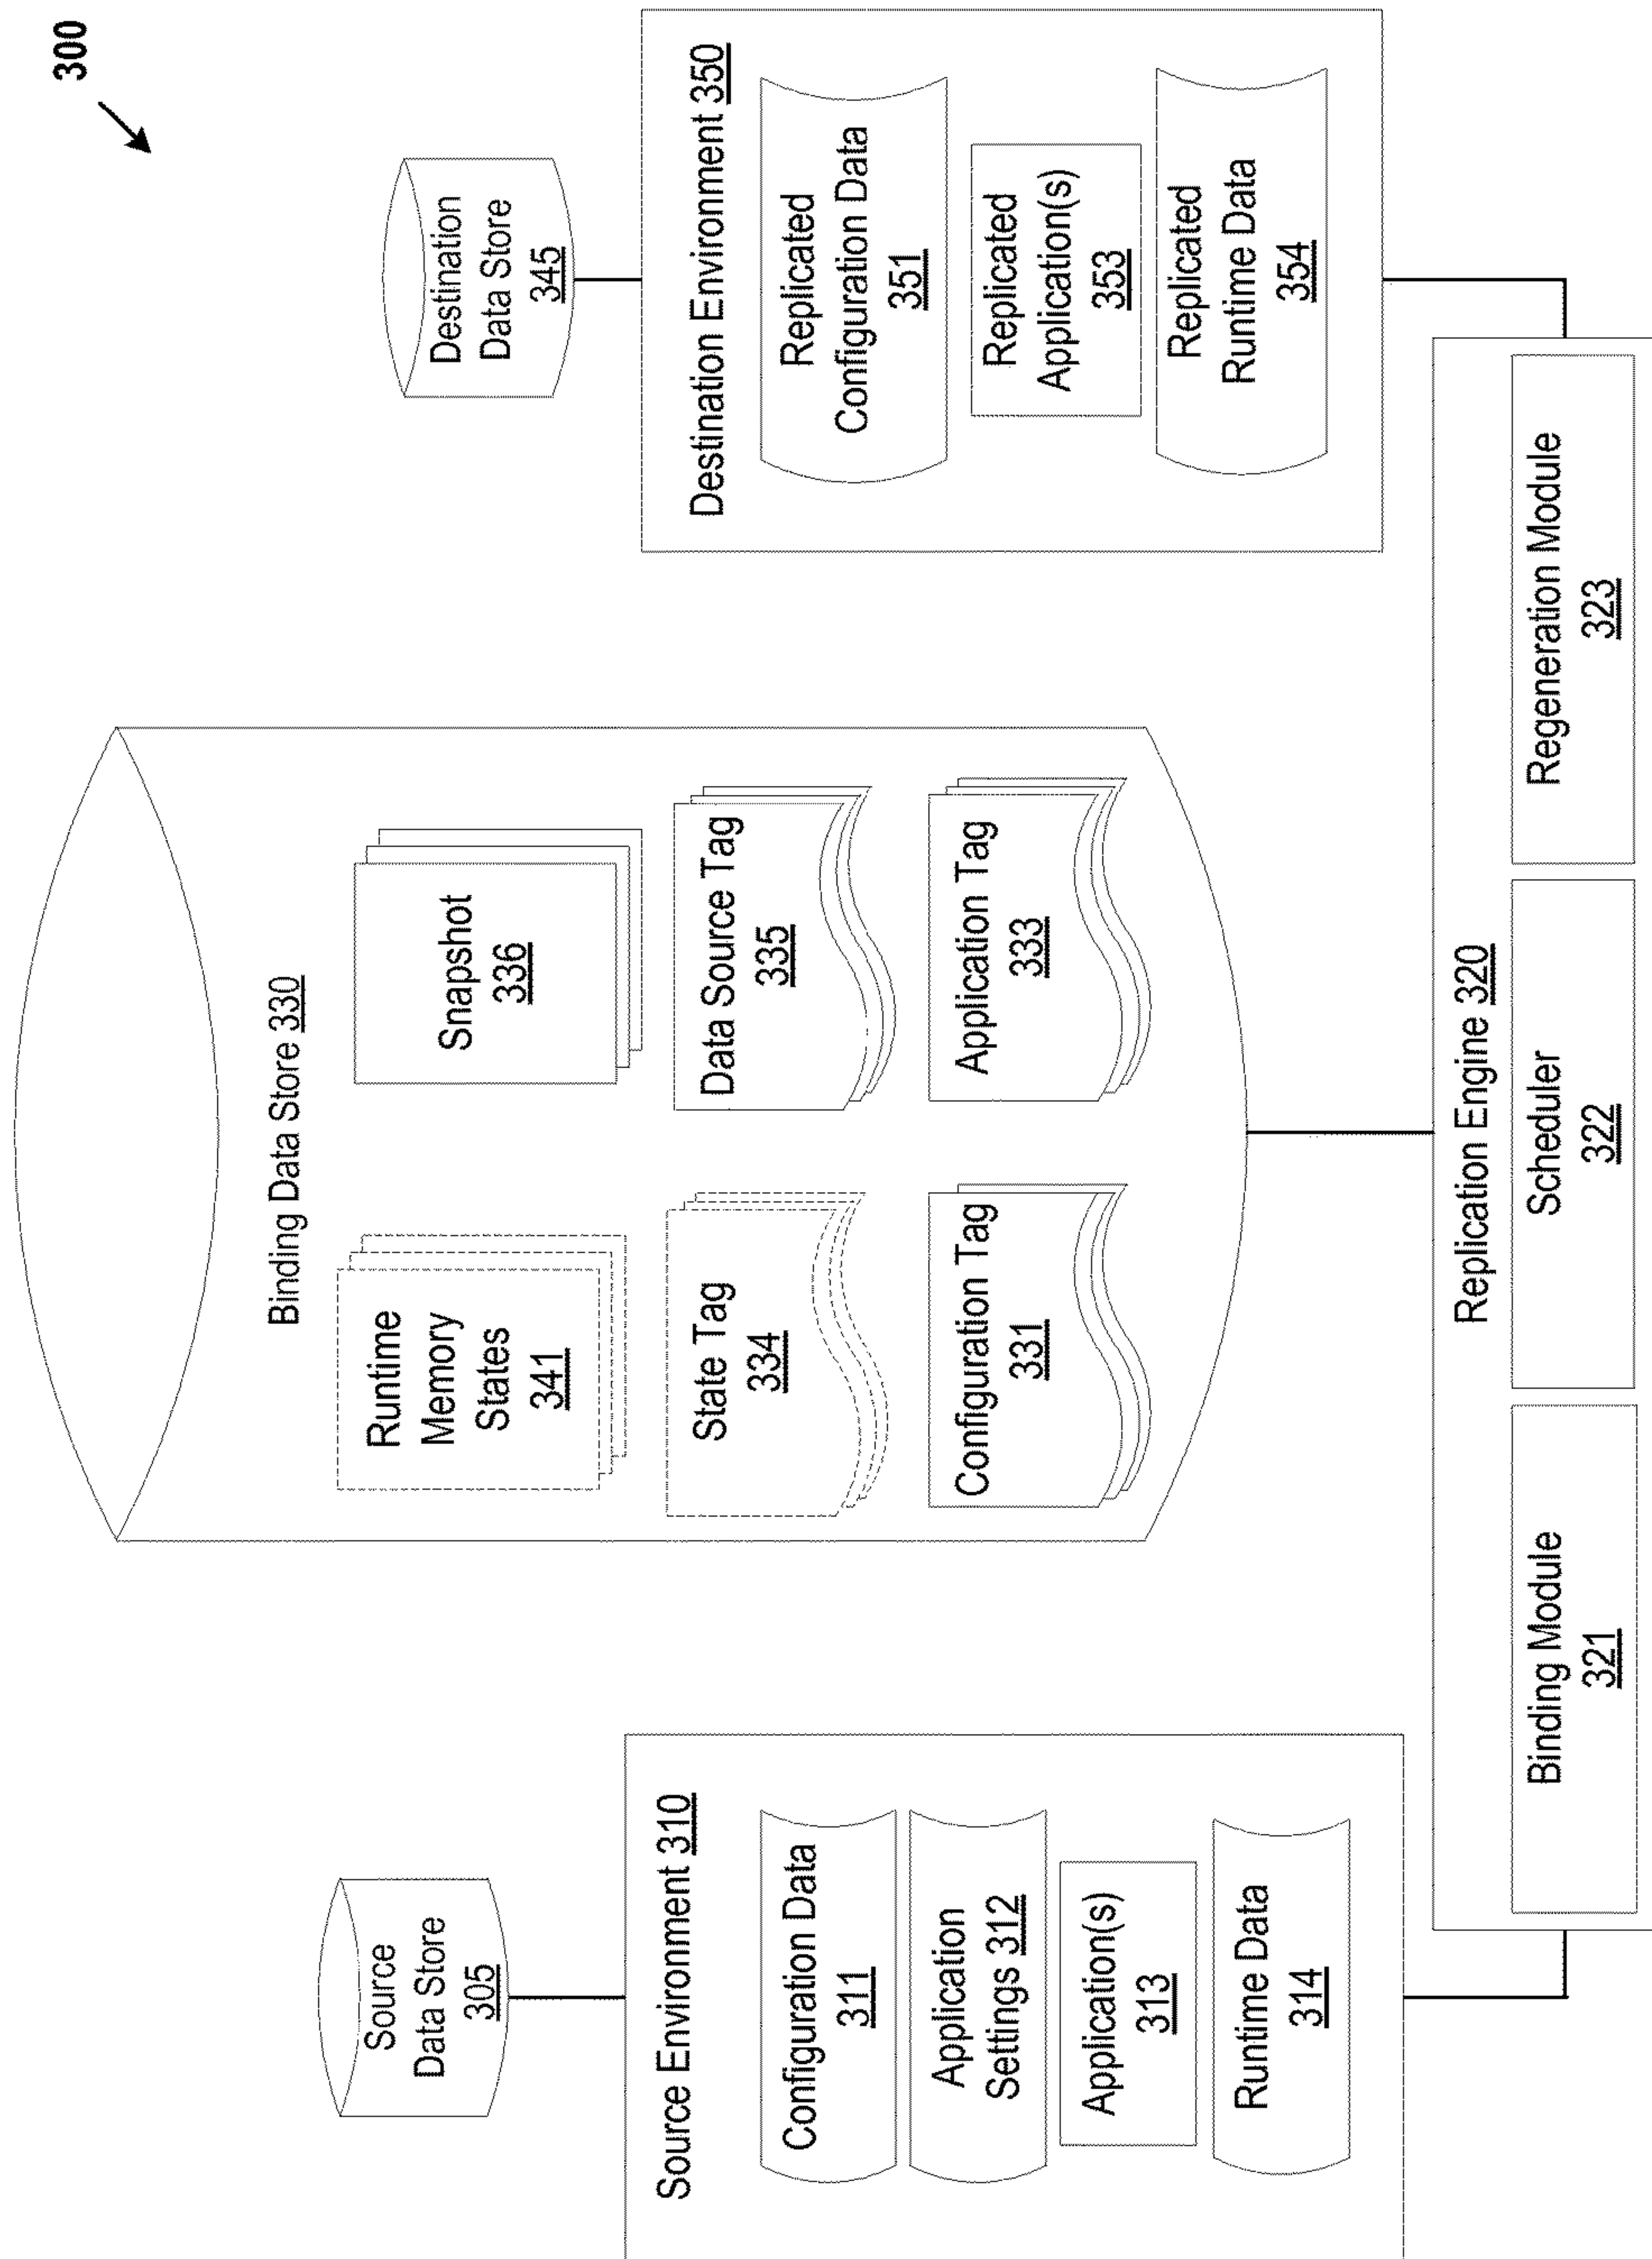 300
Source
Data Store
305
Source Environment 310
Configuration Data
311
Application
Settings 312
Application(s)
313
Runtime Data
314
Binding Data Store 330
Runtime
Memory
States
341
Snapshot
336
State Tag
334
Data Source Tag
335
Configuration Tag
331
Application Tag
333
Destination
Data Store
345
Destination Environment 350
Replicated
Configuration Data
351
Replicated
Application(s)
353
Replicated
Runtime Data
354
Replication Engine 320
Binding Module
321
Scheduler
322
Regeneration Module
323